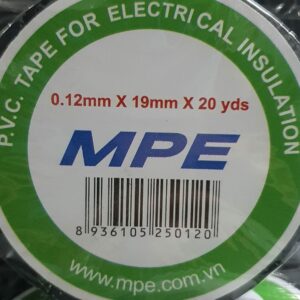 P.V.C. TAPE FOR ELECTRICAL INSULATION
0.12mm X 19mm X 20 yds
MPE
8 936105 250120
www.mpe.com.vn